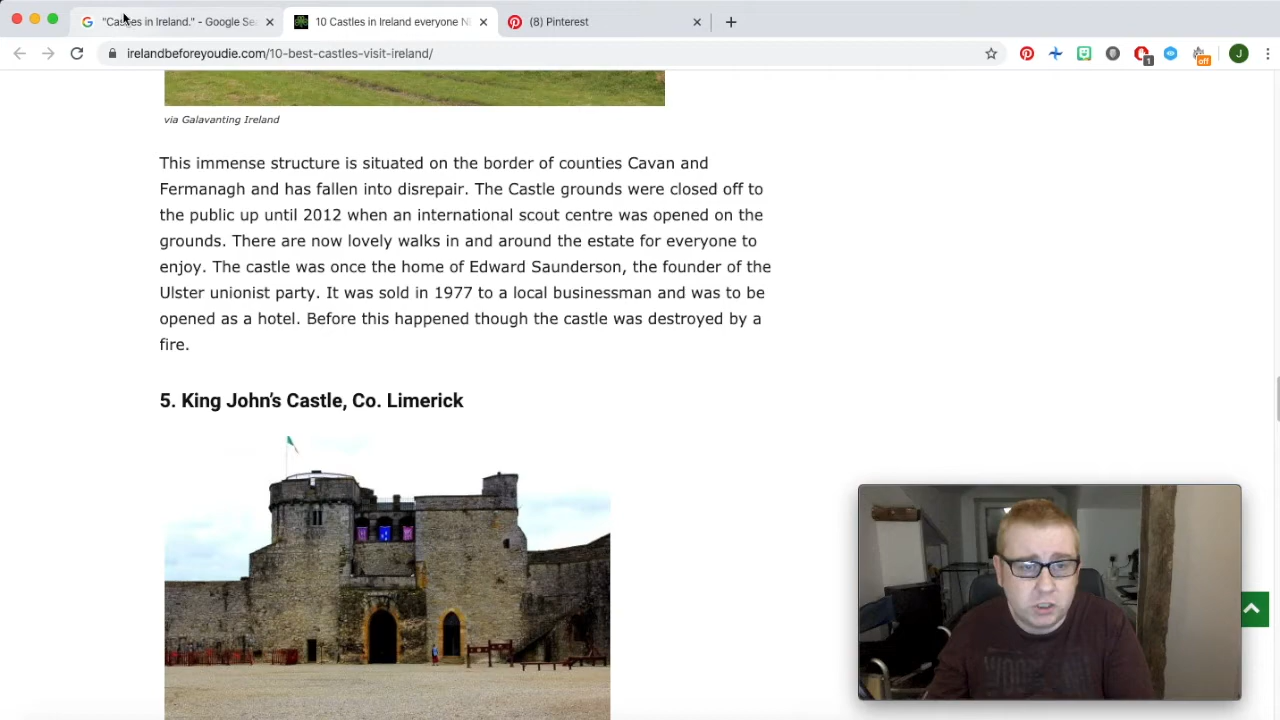 "Castles in Ireland." - Google Se
10 Castles in Ireland everyone N
(8) Pinterest
irelandbeforeyoudie.com/10-best-castles-visit-ireland/
1
off
J
via Galavanting Ireland
This immense structure is situated on the border of counties Cavan and
Fermanagh and has fallen into disrepair. The Castle grounds were closed off to
the public up until 2012 when an international scout centre was opened on the
grounds. There are now lovely walks in and around the estate for everyone to
enjoy. The castle was once the home of Edward Saunderson, the founder of the
Ulster unionist party. It was sold in 1977 to a local businessman and was to be
opened as a hotel. Before this happened though the castle was destroyed by a
fire.
5. King John's Castle, Co. Limerick